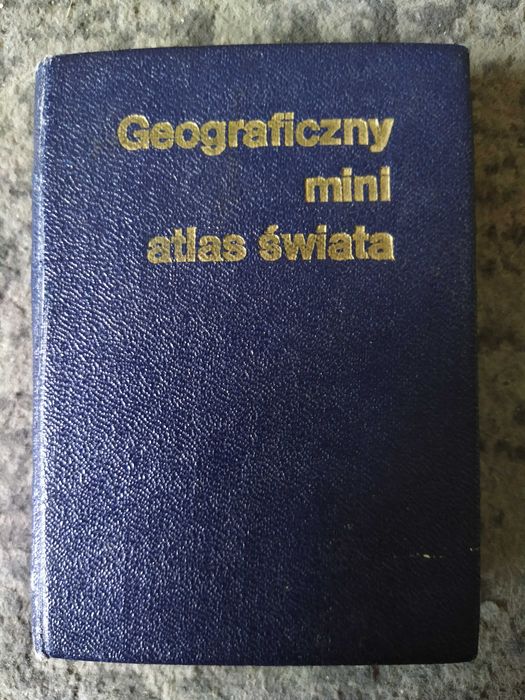 Geograficzny
mini
atlas świata